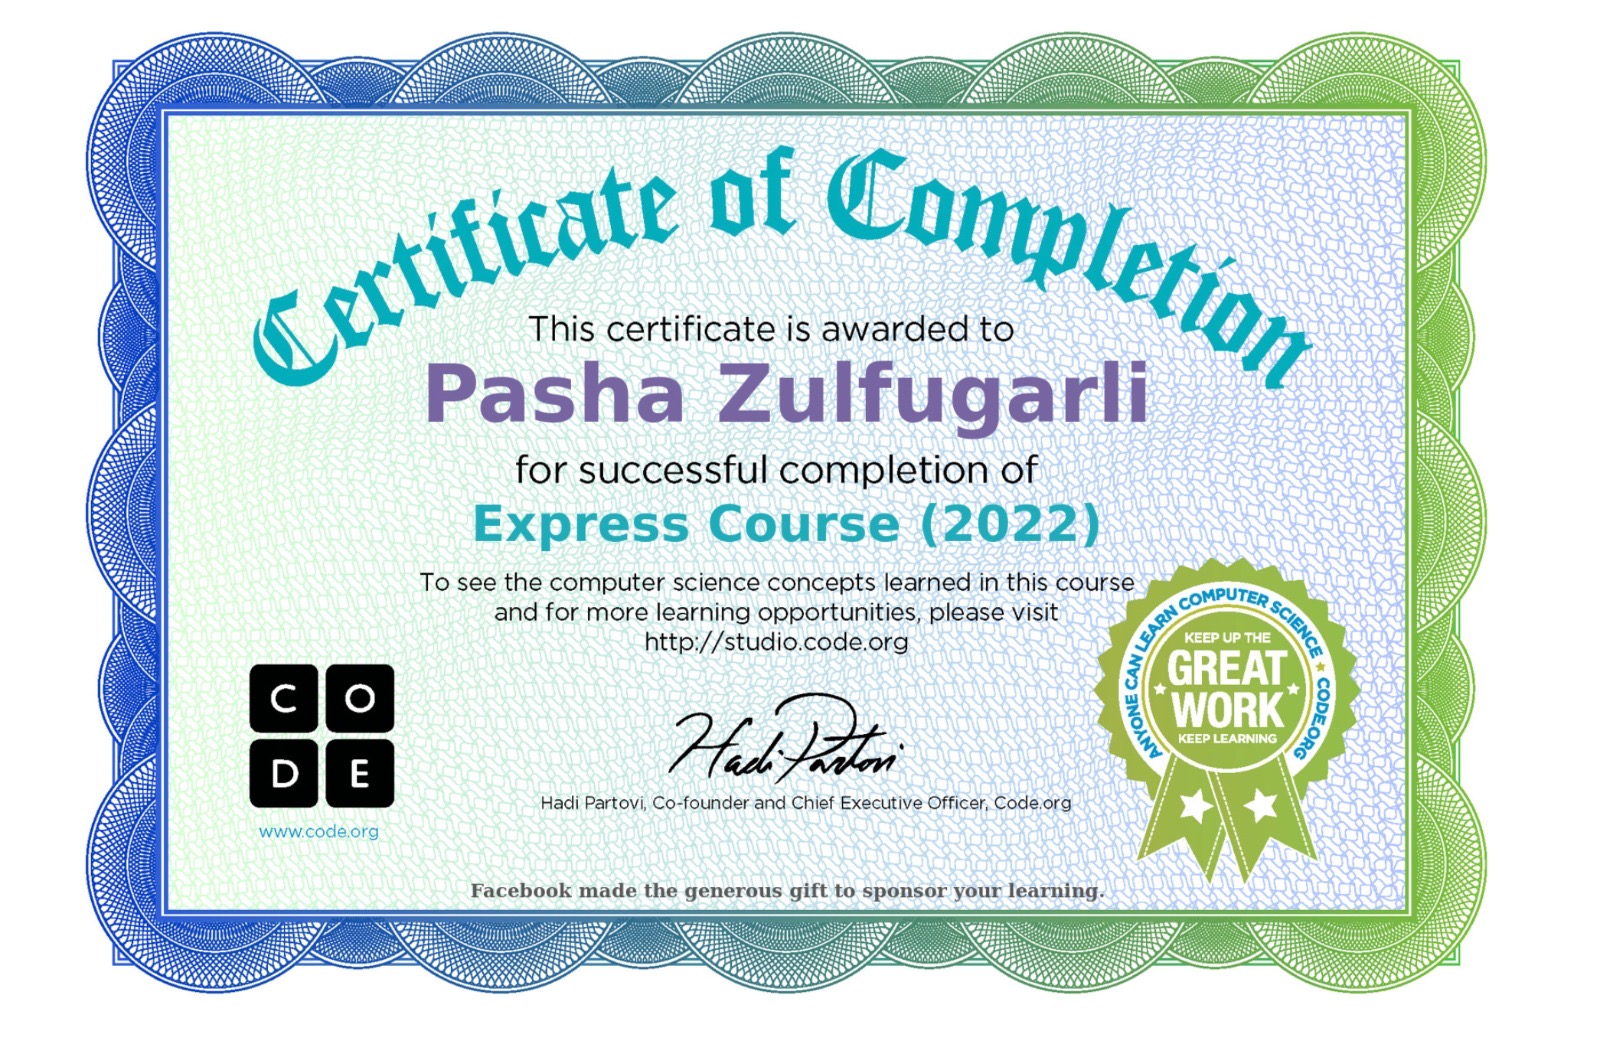 Certificate of Completion
This certificate is awarded to
Pasha Zulfugarli
for successful completion of
Express Course (2022)
To see the computer science concepts learned in this course
and for more learning opportunities, please visit
http://studio.code.org
C O
D E
www.code.org
Hadi Partovi
Hadi Partovi, Co-founder and Chief Executive Officer, Code.org
ANYONE CAN LEARN COMPUTER SCIENCE ★ CODE.ORG
KEEP UP THE
GREAT
WORK
KEEP LEARNING
Facebook made the generous gift to sponsor your learning.